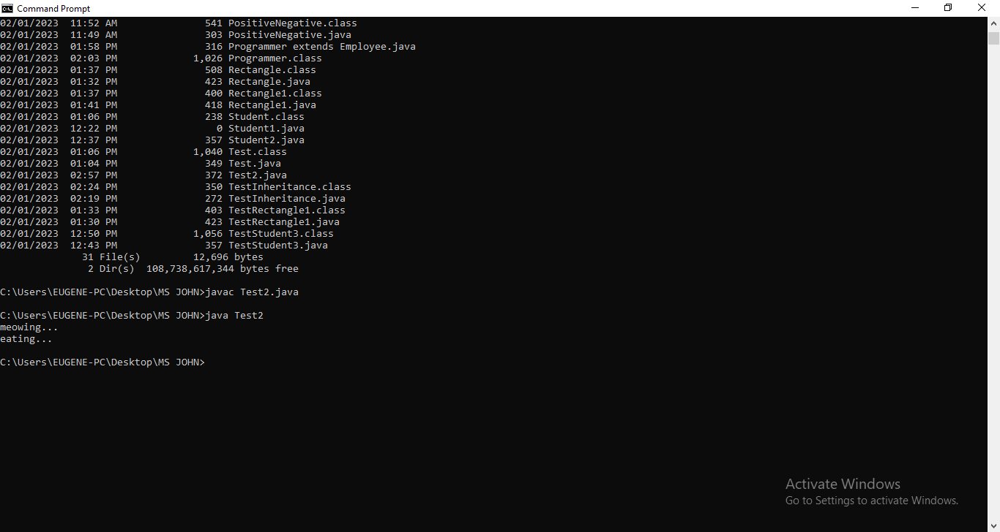 Command Prompt
02/01/2023  11:52 AM               541 PositiveNegative.class
02/01/2023  11:49 AM               303 PositiveNegative.java
02/01/2023  01:58 PM               316 Programmer extends Employee.java
02/01/2023  02:03 PM             1,026 Programmer.class
02/01/2023  01:37 PM               508 Rectangle.class
02/01/2023  01:32 PM               423 Rectangle.java
02/01/2023  01:37 PM               400 Rectangle1.class
02/01/2023  01:41 PM               418 Rectangle1.java
02/01/2023  01:06 PM               238 Student.class
02/01/2023  12:22 PM                 0 Student1.java
02/01/2023  12:37 PM               357 Student2.java
02/01/2023  01:06 PM             1,040 Test.class
02/01/2023  01:04 PM               349 Test.java
02/01/2023  02:57 PM               372 Test2.java
02/01/2023  02:24 PM               350 TestInheritance.class
02/01/2023  02:19 PM               272 TestInheritance.java
02/01/2023  01:33 PM               403 TestRectangle1.class
02/01/2023  01:30 PM               423 TestRectangle1.java
02/01/2023  12:50 PM             1,056 TestStudent3.class
02/01/2023  12:43 PM               357 TestStudent3.java
              31 File(s)         12,696 bytes
               2 Dir(s)  108,738,617,344 bytes free
C:\Users\EUGENE-PC\Desktop\MS JOHN>javac Test2.java
C:\Users\EUGENE-PC\Desktop\MS JOHN>java Test2
meowing...
eating...
C:\Users\EUGENE-PC\Desktop\MS JOHN>
Activate Windows
Go to Settings to activate Windows.